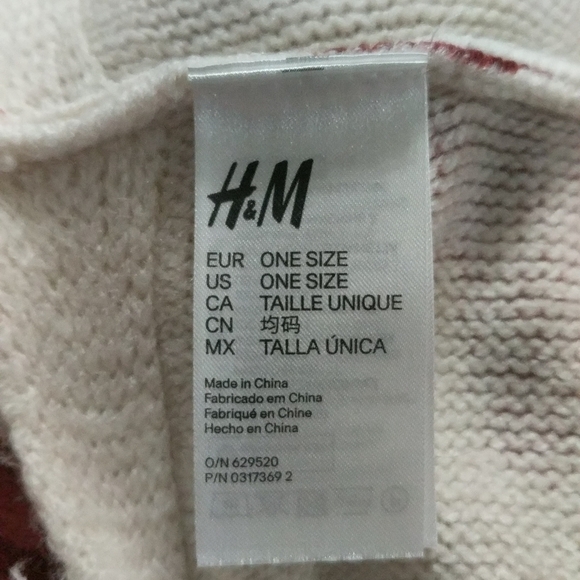 H&M
EUR ONE SIZE
US ONE SIZE
CA TAILLE UNIQUE
CN 均码
MX TALLA ÚNICA
Made in China
Fabricado em China
Fabriqué en Chine
Hecho en China
O/N 629520
P/N 0317369 2